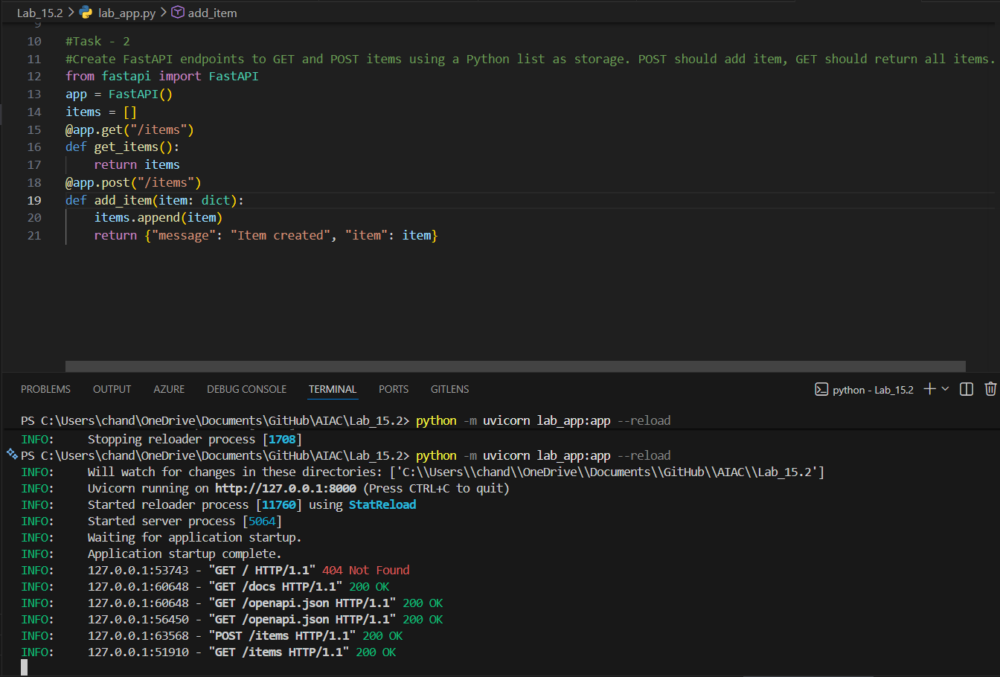 Lab_15.2 > lab_app.py > add_item
9
10 #Task - 2
11 #Create FastAPI endpoints to GET and POST items using a Python list as storage. POST should add item, GET should return all items.
12 from fastapi import FastAPI
13 app = FastAPI()
14 items = []
15 @app.get("/items")
16 def get_items():
17     return items
18 @app.post("/items")
19 def add_item(item: dict):
20     items.append(item)
21     return {"message": "Item created", "item": item}
PROBLEMS OUTPUT AZURE DEBUG CONSOLE TERMINAL PORTS GITLENS python - Lab_15.2
PS C:\Users\chand\OneDrive\Documents\GitHub\AIAC\Lab_15.2> python -m uvicorn lab_app:app --reload
INFO:     Stopping reloader process [1708]
PS C:\Users\chand\OneDrive\Documents\GitHub\AIAC\Lab_15.2> python -m uvicorn lab_app:app --reload
INFO:     Will watch for changes in these directories: ['C:\\Users\\chand\\OneDrive\\Documents\\GitHub\\AIAC\\Lab_15.2']
INFO:     Uvicorn running on http://127.0.0.1:8000 (Press CTRL+C to quit)
INFO:     Started reloader process [11760] using StatReload
INFO:     Started server process [5064]
INFO:     Waiting for application startup.
INFO:     Application startup complete.
INFO:     127.0.0.1:53743 - "GET / HTTP/1.1" 404 Not Found
INFO:     127.0.0.1:60648 - "GET /docs HTTP/1.1" 200 OK
INFO:     127.0.0.1:60648 - "GET /openapi.json HTTP/1.1" 200 OK
INFO:     127.0.0.1:56450 - "GET /openapi.json HTTP/1.1" 200 OK
INFO:     127.0.0.1:63568 - "POST /items HTTP/1.1" 200 OK
INFO:     127.0.0.1:51910 - "GET /items HTTP/1.1" 200 OK